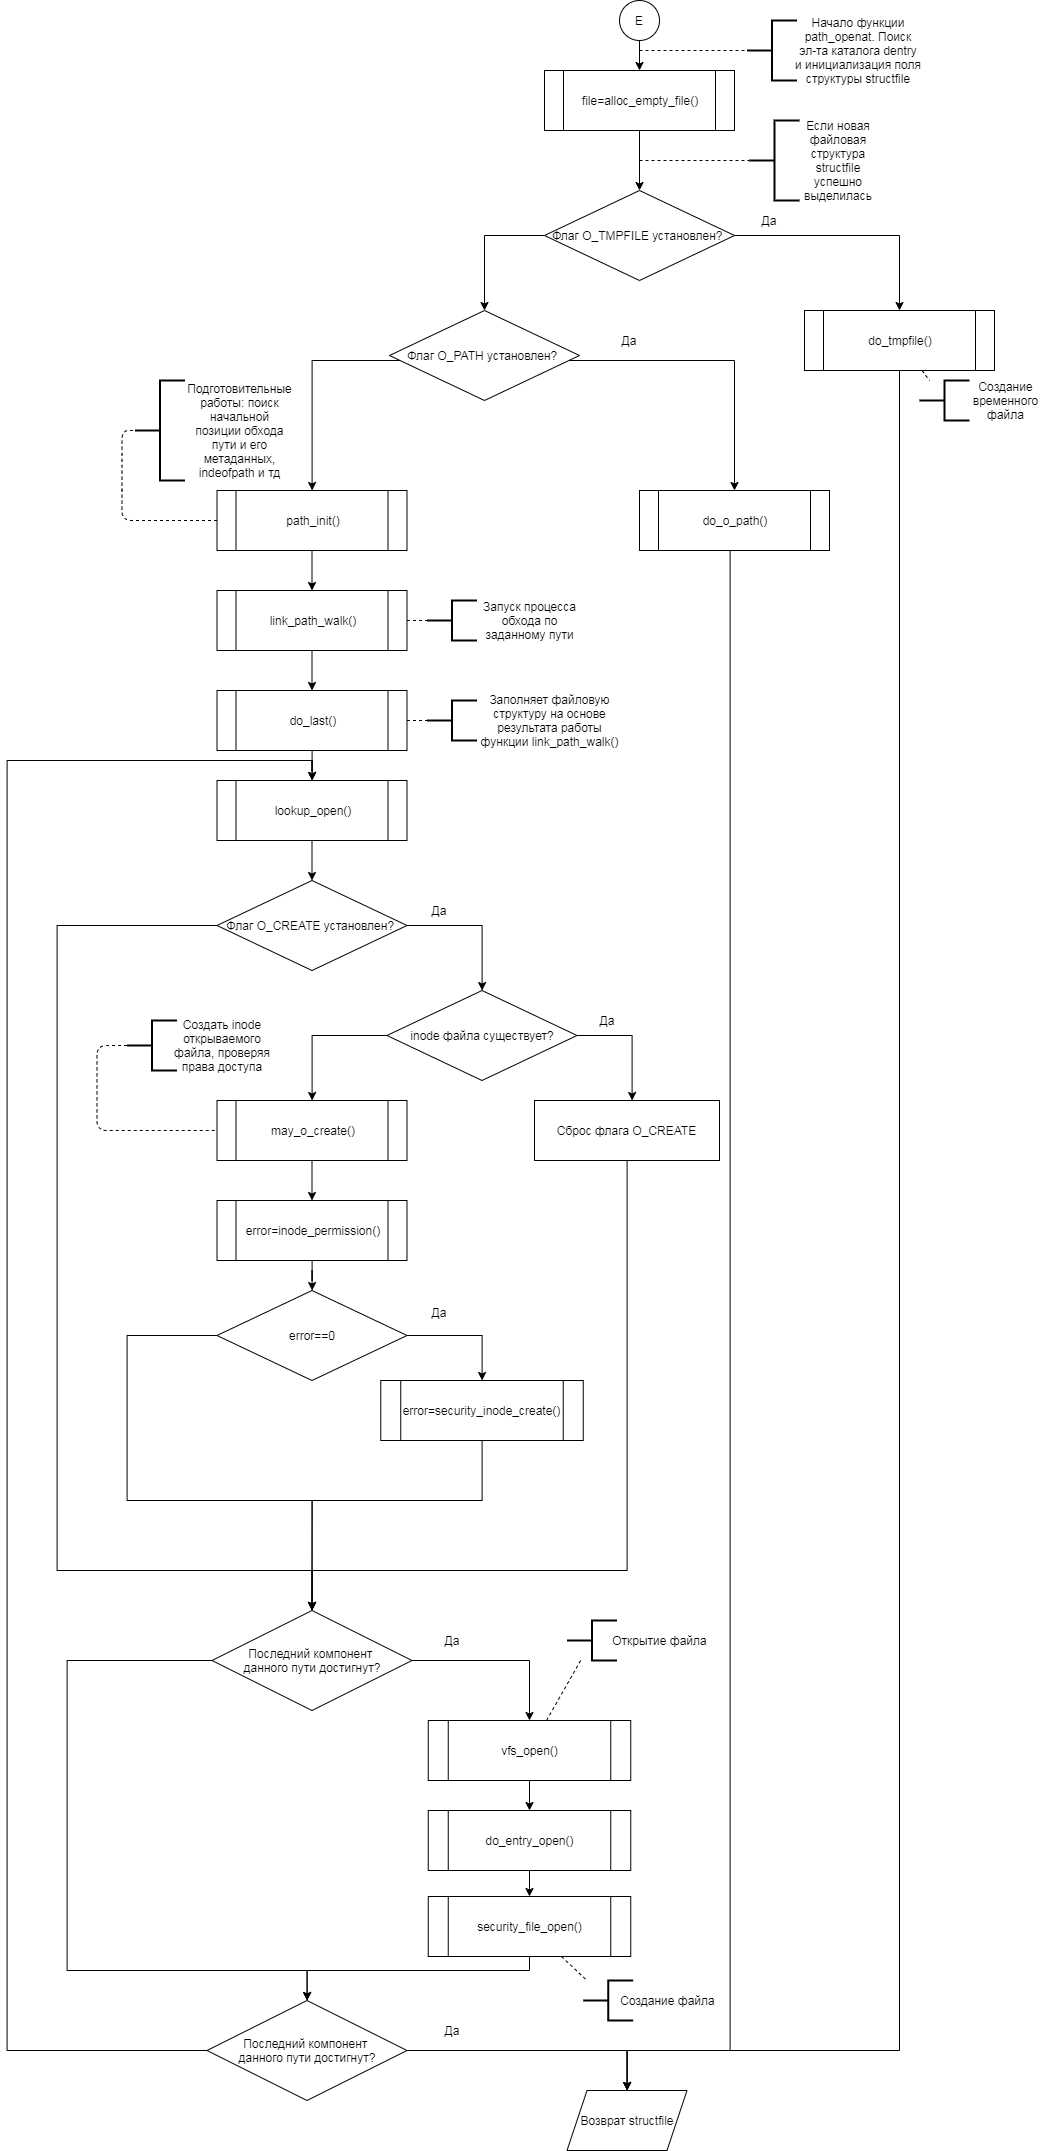 E
Начало функции
path_openat. Поиск
эл-та каталога dentry
и инициализация поля
структуры structfile
file=alloc_empty_file()
Если новая
файловая
структура
structfile
успешно
выделилась
Флаг O_TMPFILE установлен?
Да
Флаг O_PATH установлен?
Да
do_tmpfile()
Создание
временного
файла
Подготовительные
работы: поиск
начальной
позиции обхода
пути и его
метаданных,
indeofpath и тд
path_init()
do_o_path()
link_path_walk()
Запуск процесса
обхода по
заданному пути
do_last()
Заполняет файловую
структуру на основе
результата работы
функции link_path_walk()
lookup_open()
Флаг O_CREATE установлен?
Да
inode файла существует?
Да
Создать inode
открываемого
файла, проверяя
права доступа
may_o_create()
Сброс флага O_CREATE
error=inode_permission()
error==0
Да
error=security_inode_create()
Последний компонент
данного пути достигнут?
Да
Открытие файла
vfs_open()
do_entry_open()
security_file_open()
Создание файла
Последний компонент
данного пути достигнут?
Да
Возврат structfile